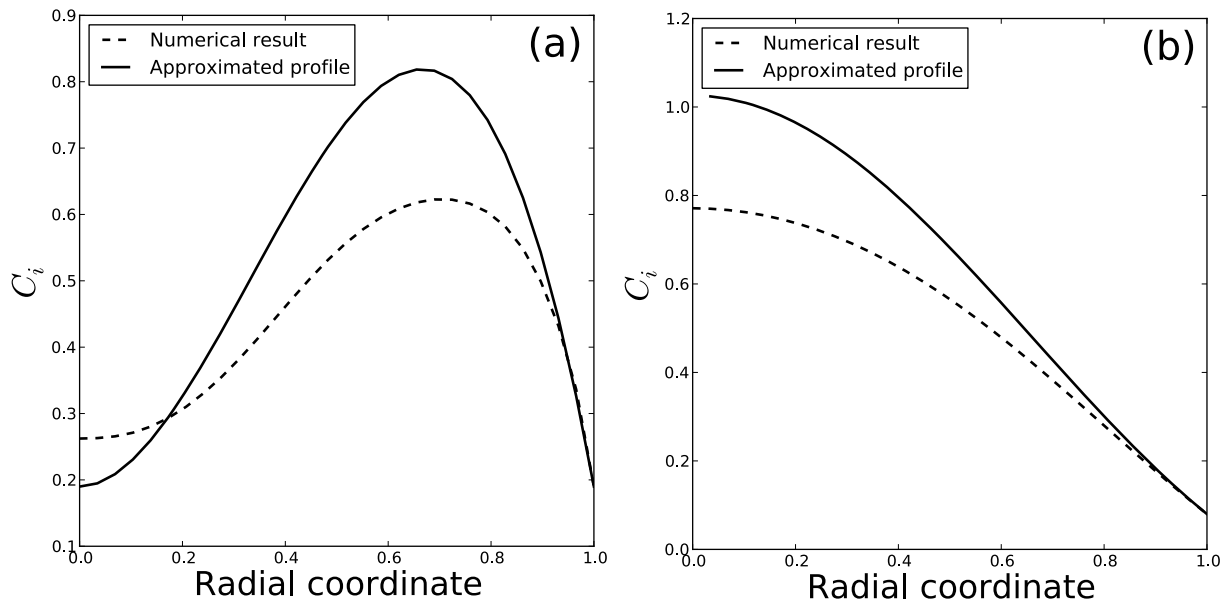 (a)
Numerical result
Approximated profile
0.9
0.8
0.7
0.6
0.5
0.4
0.3
0.2
0.1
C_i
0.0 0.2 0.4 0.6 0.8 1.0
Radial coordinate
(b)
Numerical result
Approximated profile
1.2
1.0
0.8
0.6
0.4
0.2
0.0
C_i
0.0 0.2 0.4 0.6 0.8 1.0
Radial coordinate